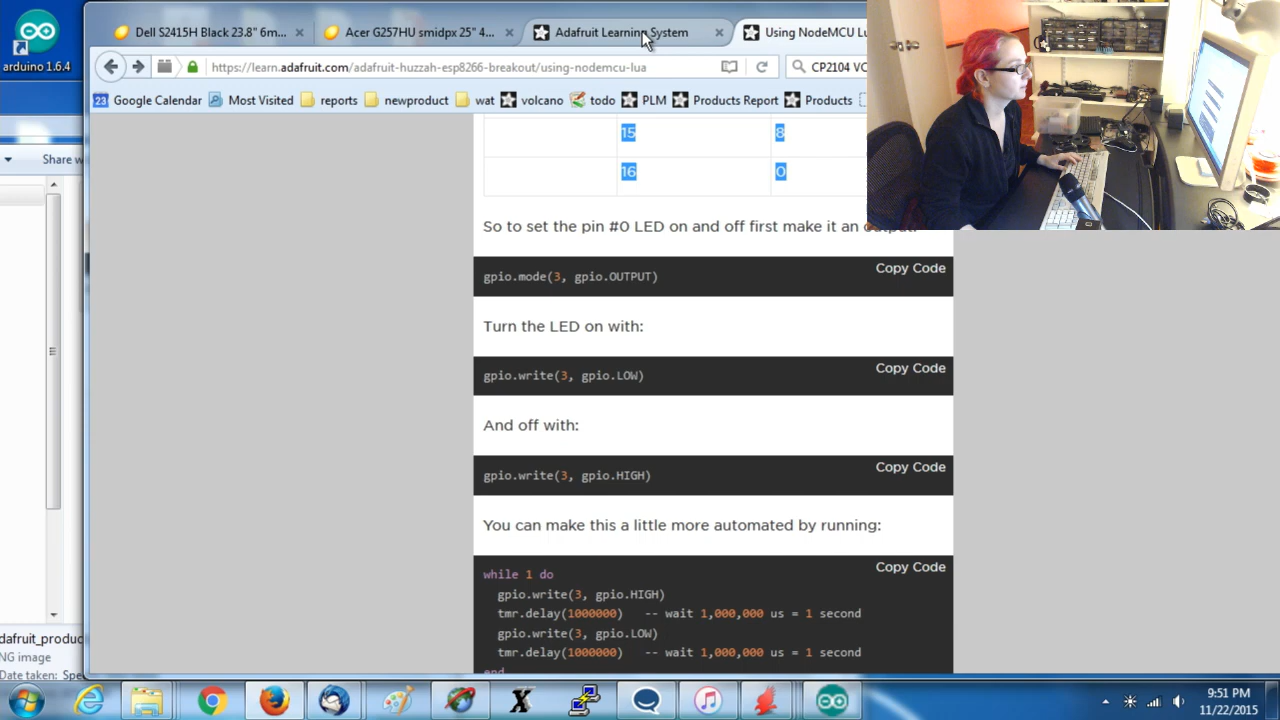 arduino 1.6.4
Dell S2415H Black 23.8" 6m...
Acer G257HU smidpx 25" 4...
Adafruit Learning System
Using NodeMCU Lu
https://learn.adafruit.com/adafruit-huzzah-esp8266-breakout/using-nodemcu-lua
CP2104 VC
23 Google Calendar
Most Visited
reports
newproduct
wat
volcano
todo
PLM
Products Report
Products
Share w
15 8
16 0
So to set the pin #0 LED on and off first make it an output:
Copy Code
gpio.mode(3, gpio.OUTPUT)
Turn the LED on with:
Copy Code
gpio.write(3, gpio.LOW)
And off with:
Copy Code
gpio.write(3, gpio.HIGH)
You can make this a little more automated by running:
Copy Code
while 1 do
gpio.write(3, gpio.HIGH)
tmr.delay(1000000) -- wait 1,000,000 us = 1 second
gpio.write(3, gpio.LOW)
tmr.delay(1000000) -- wait 1,000,000 us = 1 second
end
dafruit_produc
NG image
Date taken: Spe
9:51 PM
11/22/2015